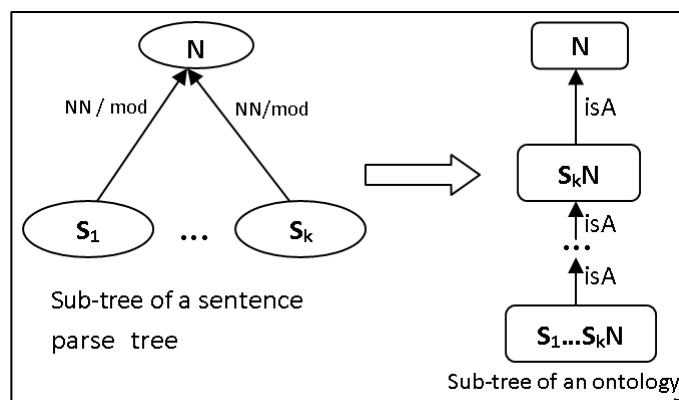 N
NN / mod
NN/mod
S₁
...
Sₖ
Sub-tree of a sentence
parse tree
N
isA
SₖN
isA
...
isA
S₁...SₖN
Sub-tree of an ontology